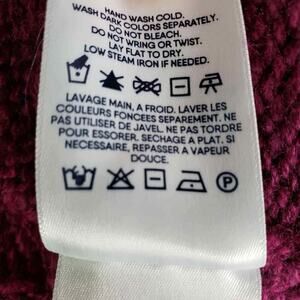 HAND WASH COLD.
WASH DARK COLORS SEPARATELY.
DO NOT BLEACH.
DO NOT WRING OR TWIST.
LAY FLAT TO DRY.
LOW STEAM IRON IF NEEDED.
LAVAGE MAIN, A FROID. LAVER LES
COULEURS FONCEES SEPAREMENT. NE
PAS UTILISER DE JAVEL. NE PAS TORDRE
POUR ESSORER. SECHAGE A PLAT. SI
NECESSAIRE, REPASSER A VAPEUR
DOUCE.
P